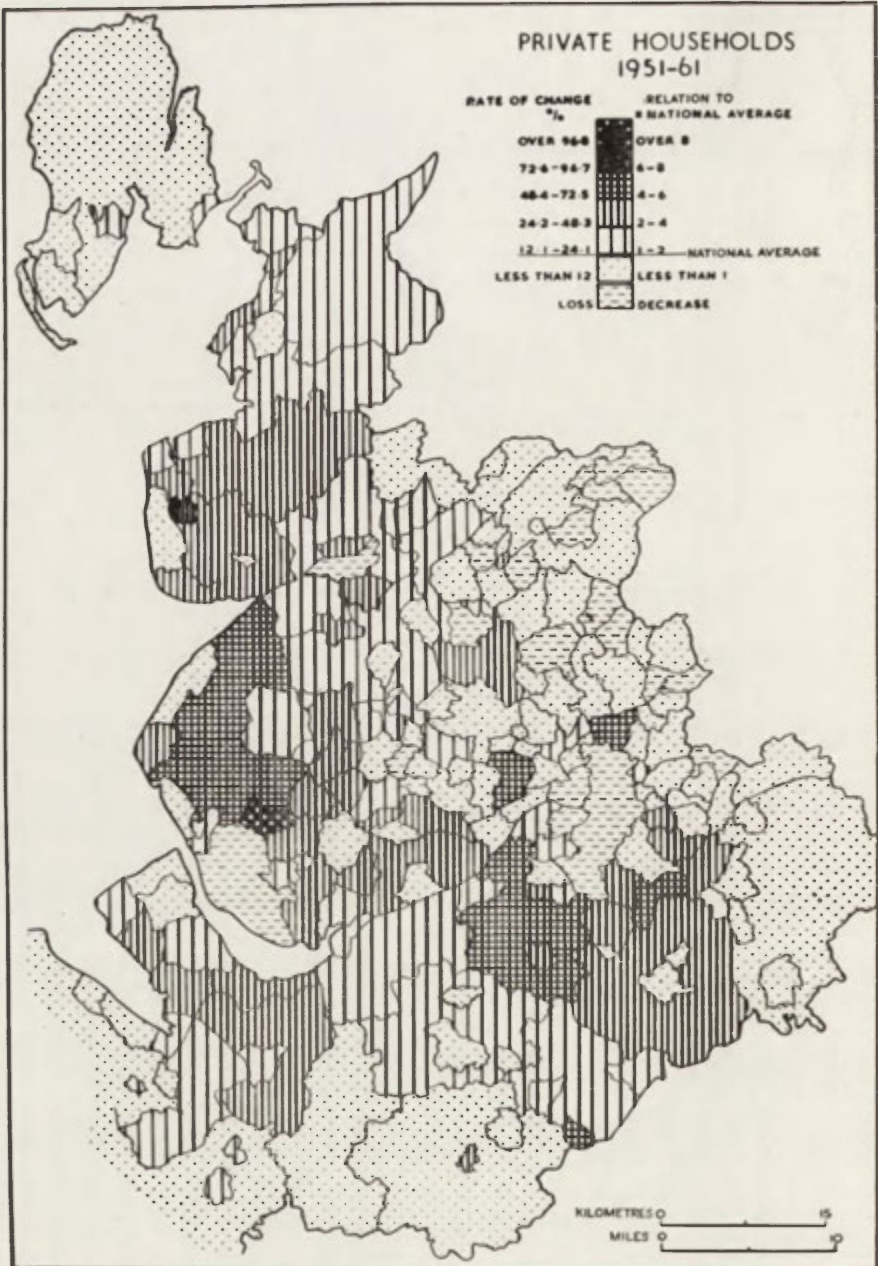 PRIVATE HOUSEHOLDS
1951-61
RATE OF CHANGE RELATION TO
% NATIONAL AVERAGE
OVER 96·8 OVER 8
72·6-96·7 6-8
48·4-72·5 4-6
24·2-48·3 2-4
12·1-24·1 1-2 NATIONAL AVERAGE
LESS THAN 12 LESS THAN 1
LOSS DECREASE
KILOMETRES 0 15
MILES 0 10